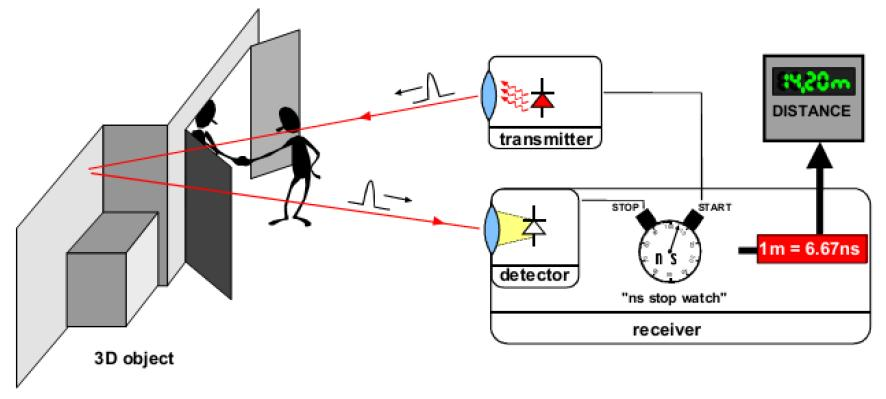 14,20m
DISTANCE
transmitter
STOP
START
n s
detector
1m = 6.67ns
"ns stop watch"
receiver
3D object